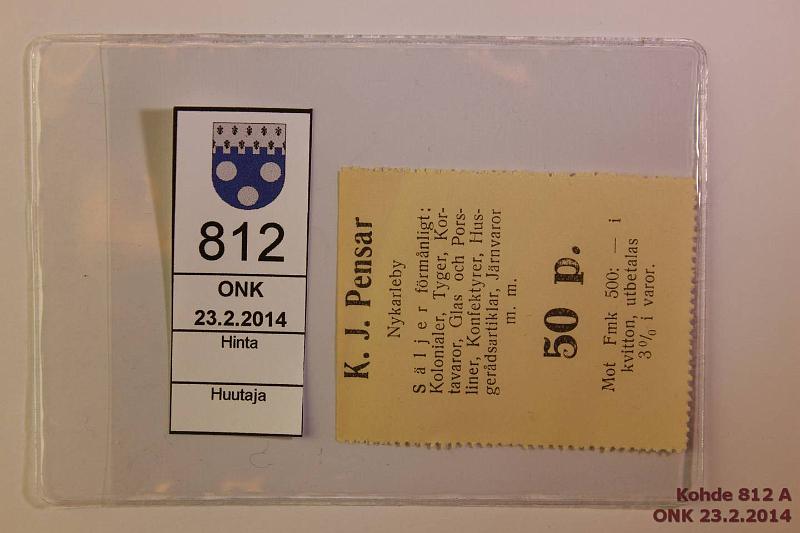 812
ONK
23.2.2014
Hinta
Huutaja
K. J. Pensar
Nykarleby
Säljer förmånligt:
Kolonialer, Tyger, Kor-
tavaror, Glas och Pors-
liner, Konfektyrer, Hus-
gerådsartiklar, Järnvaror
m. m.
50 p.
Mot Fmk 500: — i
kvitton, utbetalas
3% i varor.
Kohde 812 A
ONK 23.2.2014